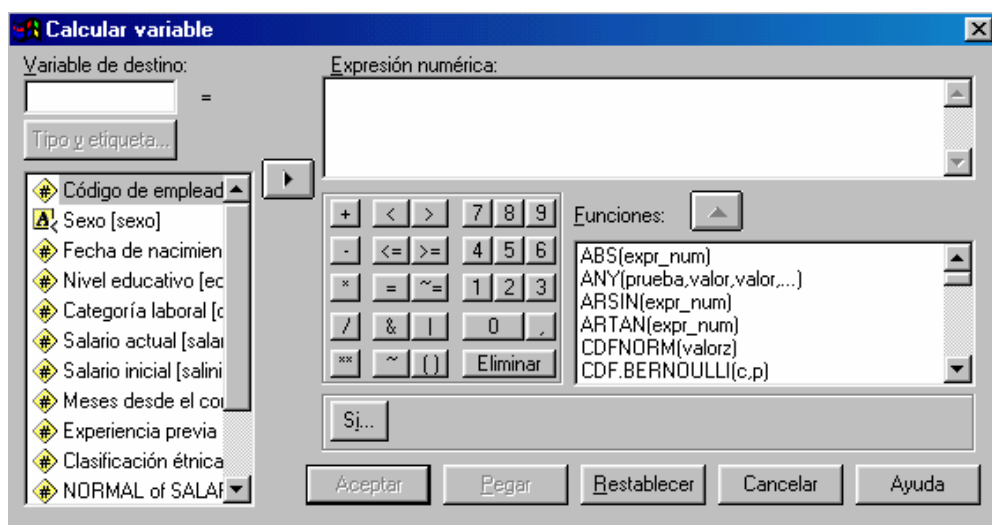 Calcular variable
Variable de destino:
=
Tipo y etiqueta...
Código de emplead
Sexo [sexo]
Fecha de nacimien
Nivel educativo [ed
Categoría laboral [c
Salario actual [salar
Salario inicial [salini
Meses desde el con
Experiencia previa
Clasificación étnica
NORMAL of SALAR
Expresión numérica:
+ < > 7 8 9
- <= >= 4 5 6
* = ~= 1 2 3
/ & | 0 ,
** ~ () Eliminar
Funciones:
ABS(expr_num)
ANY(prueba,valor,valor,...)
ARSIN(expr_num)
ARTAN(expr_num)
CDFNORM(valorz)
CDF.BERNOULLI(c,p)
Si...
Aceptar Pegar Restablecer Cancelar Ayuda